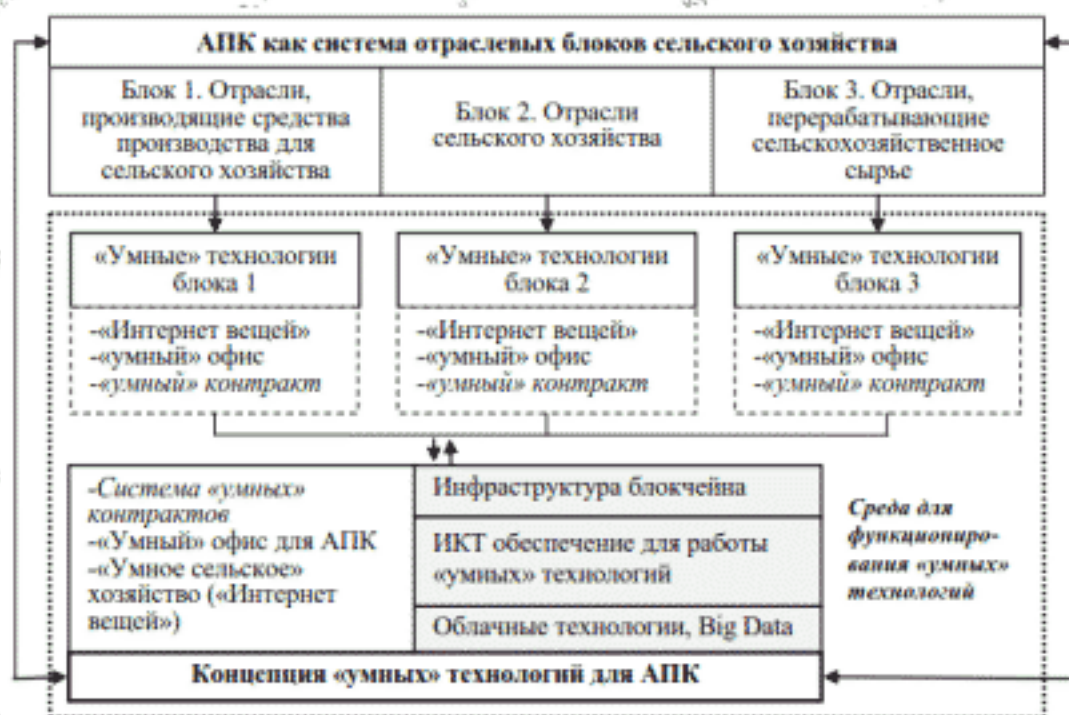 АПК как система отраслевых блоков сельского хозяйства
Блок 1. Отрасли,
производящие средства
производства для
сельского хозяйства
Блок 2. Отрасли
сельского хозяйства
Блок 3. Отрасли,
перерабатывающие
сельскохозяйственное
сырье
«Умные» технологии
блока 1
«Умные» технологии
блока 2
«Умные» технологии
блока 3
-«Интернет вещей»
-«умный» офис
-«умный» контракт
-«Интернет вещей»
-«умный» офис
-«умный» контракт
-«Интернет вещей»
-«умный» офис
-«умный» контракт
-Система «умных»
контрактов
-«Умный» офис для АПК
-«Умное сельское»
хозяйство («Интернет
вещей»)
Инфраструктура блокчейна
ИКТ обеспечение для работы
«умных» технологий
Облачные технологии, Big Data
Среда для
функциониро-
вания «умных»
технологий
Концепция «умных» технологий для АПК